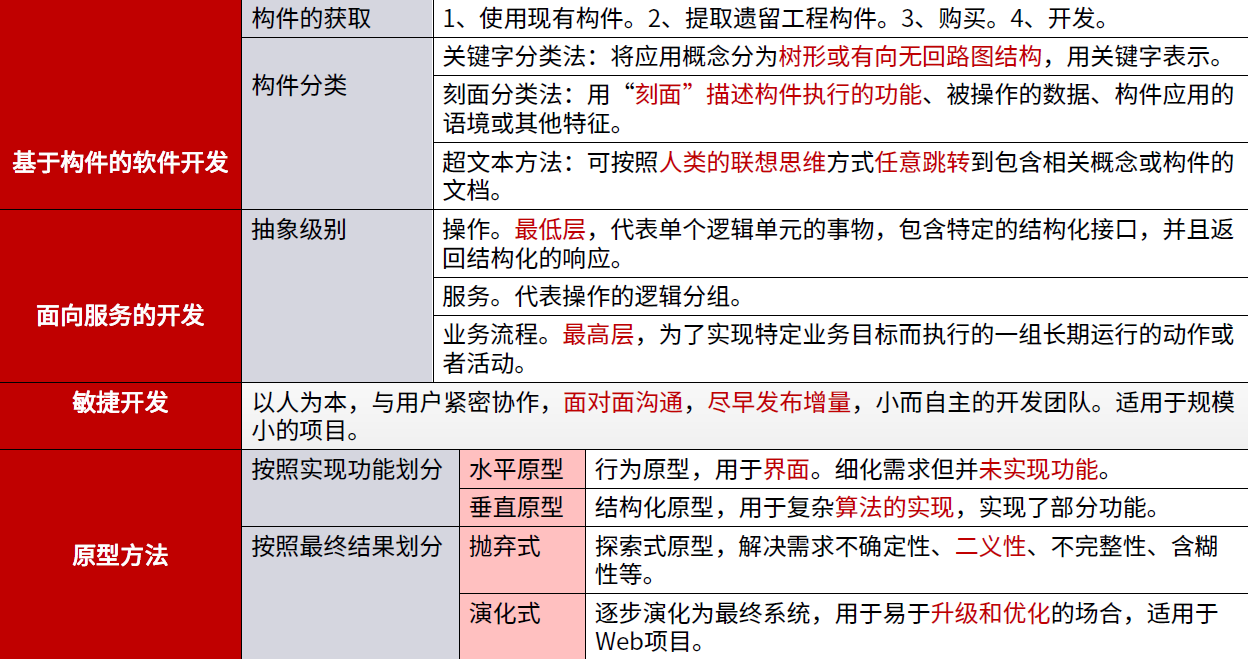 基于构件的软件开发
构件的获取
1、使用现有构件。2、提取遗留工程构件。3、购买。4、开发。
构件分类
关键字分类法：将应用概念分为树形或有向无回路图结构，用关键字表示。
刻面分类法：用“刻面”描述构件执行的功能、被操作的数据、构件应用的
语境或其他特征。
超文本方法：可按照人类的联想思维方式任意跳转到包含相关概念或构件的
文档。
面向服务的开发
抽象级别
操作。最低层，代表单个逻辑单元的事物，包含特定的结构化接口，并且返
回结构化的响应。
服务。代表操作的逻辑分组。
业务流程。最高层，为了实现特定业务目标而执行的一组长期运行的动作或
者活动。
敏捷开发
以人为本，与用户紧密协作，面对面沟通，尽早发布增量，小而自主的开发团队。适用于规模
小的项目。
原型方法
按照实现功能划分
水平原型
行为原型，用于界面。细化需求但并未实现功能。
垂直原型
结构化原型，用于复杂算法的实现，实现了部分功能。
按照最终结果划分
抛弃式
探索式原型，解决需求不确定性、二义性、不完整性、含糊
性等。
演化式
逐步演化为最终系统，用于易于升级和优化的场合，适用于
Web项目。